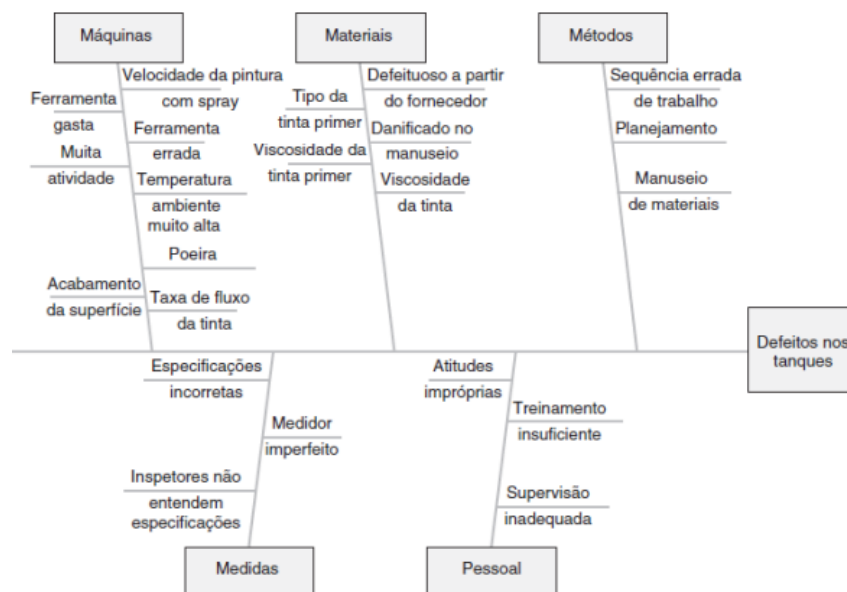 Máquinas
Materiais
Métodos
Velocidade da pintura
com spray
Ferramenta
gasta
Ferramenta
errada
Muita
atividade
Temperatura
ambiente
muito alta
Poeira
Acabamento
da superfície
Taxa de fluxo
da tinta
Defeituoso a partir
do fornecedor
Tipo da
tinta primer
Danificado no
manuseio
Viscosidade da
tinta primer
Viscosidade
da tinta
Sequência errada
de trabalho
Planejamento
Manuseio
de materiais
Defeitos nos
tanques
Especificações
incorretas
Medidor
imperfeito
Inspetores não
entendem
especificações
Atitudes
impróprias
Treinamento
insuficiente
Supervisão
inadequada
Medidas
Pessoal